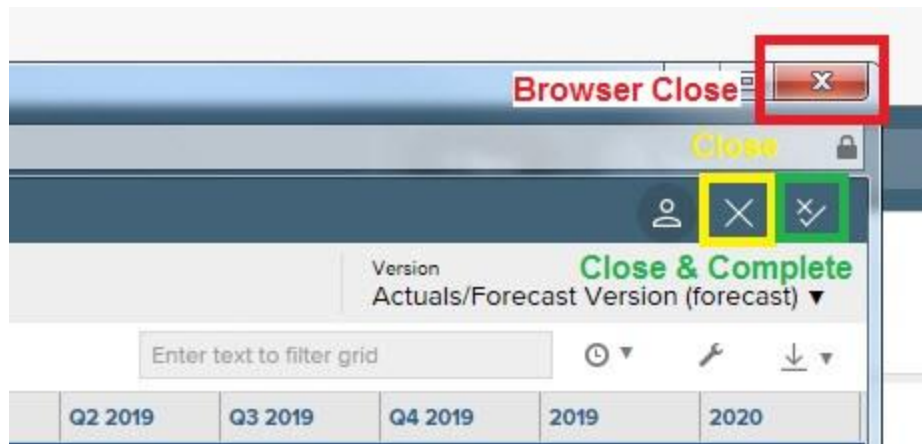 Browser Close
Close
Close & Complete
Version
Actuals/Forecast Version (forecast)
Enter text to filter grid
Q2 2019 Q3 2019 Q4 2019 2019 2020